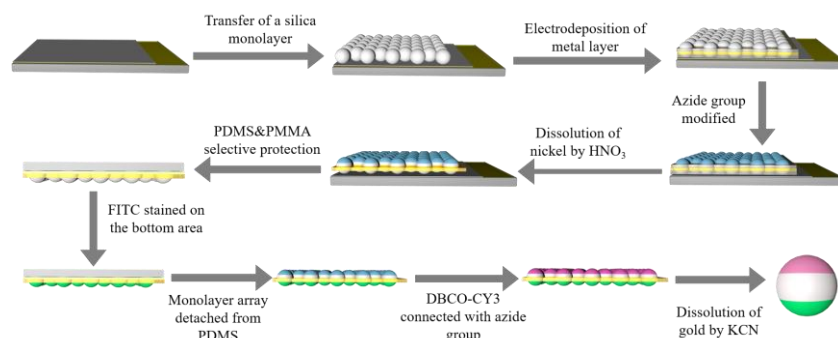 Transfer of a silica
monolayer
Electrodeposition of
metal layer
Azide group
modified
Dissolution of
nickel by HNO₃
PDMS&PMMA
selective protection
FITC stained on
the bottom area
Monolayer array
detached from
PDMS
DBCO-CY3
connected with azide
group
Dissolution of
gold by KCN